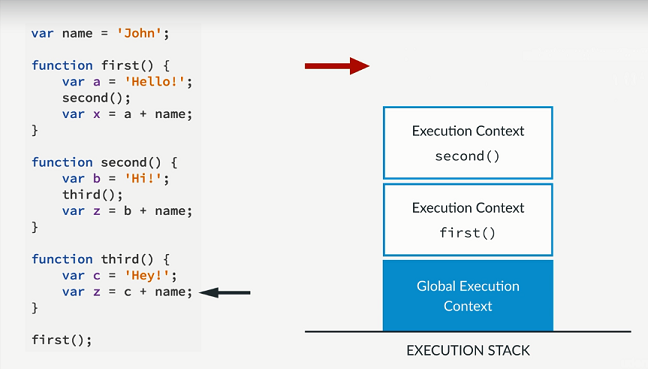 var name = 'John';
function first() {
var a = 'Hello!';
second();
var x = a + name;
}
function second() {
var b = 'Hi!';
third();
var z = b + name;
}
function third() {
var c = 'Hey!';
var z = c + name;
}
first();
Execution Context
second()
Execution Context
first()
Global Execution
Context
EXECUTION STACK